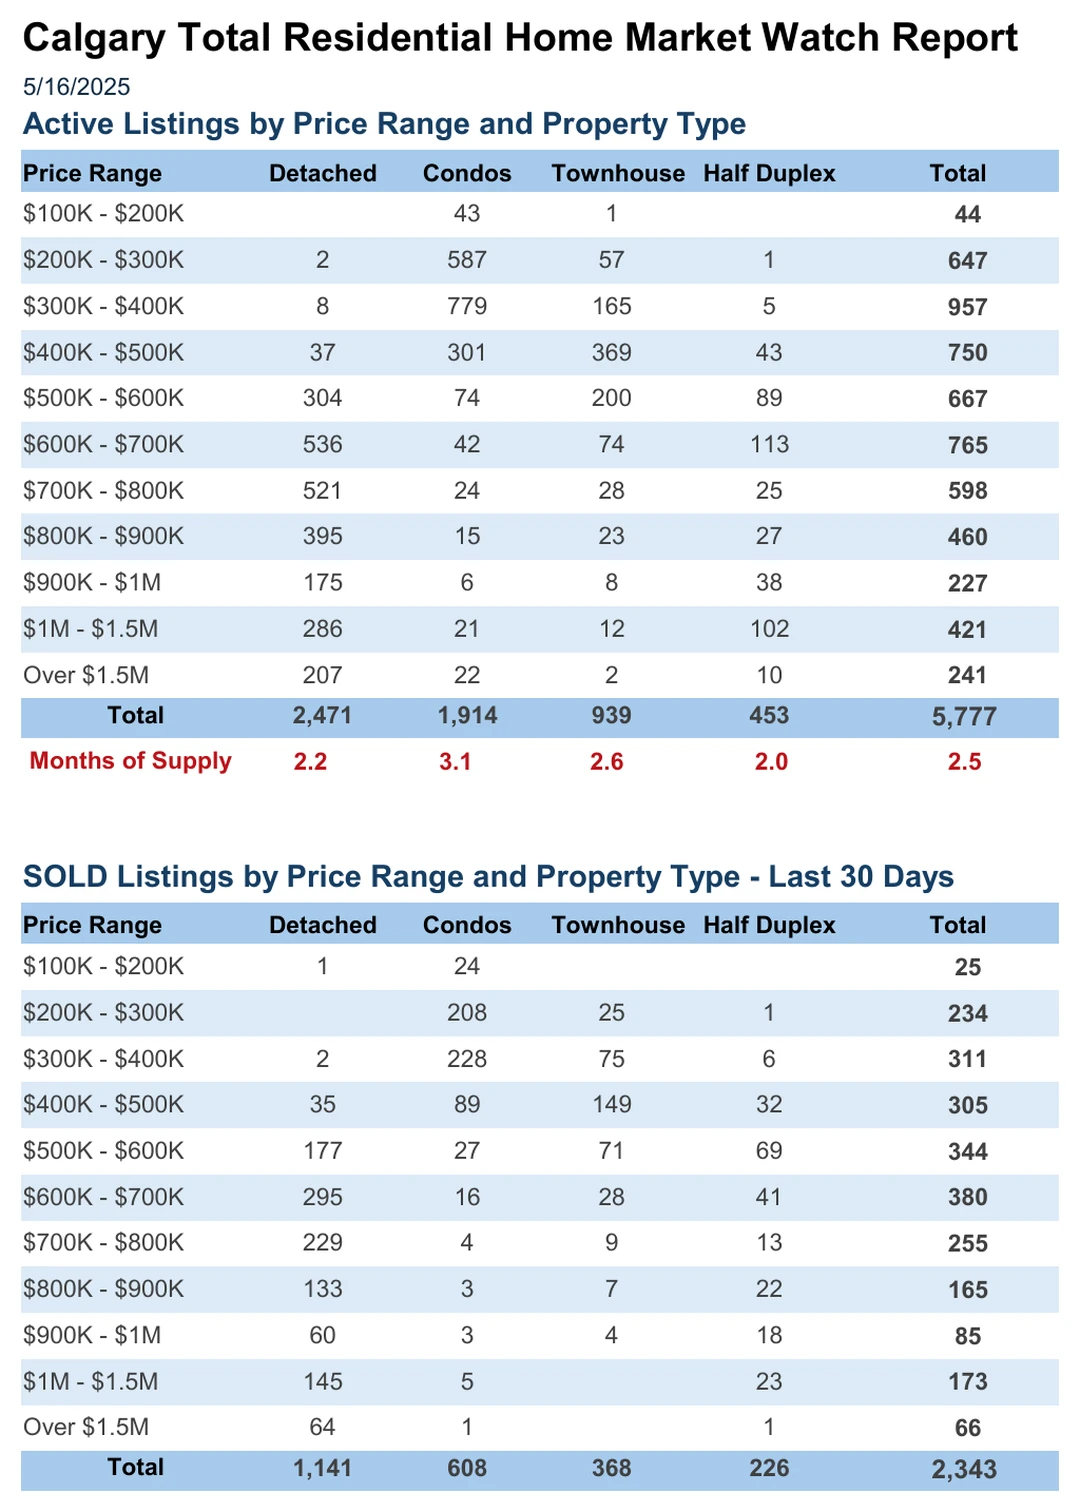 Calgary Total Residential Home Market Watch Report
5/16/2025
Active Listings by Price Range and Property Type
Price Range Detached Condos Townhouse Half Duplex Total
$100K - $200K 43 1 44
$200K - $300K 2 587 57 1 647
$300K - $400K 8 779 165 5 957
$400K - $500K 37 301 369 43 750
$500K - $600K 304 74 200 89 667
$600K - $700K 536 42 74 113 765
$700K - $800K 521 24 28 25 598
$800K - $900K 395 15 23 27 460
$900K - $1M 175 6 8 38 227
$1M - $1.5M 286 21 12 102 421
Over $1.5M 207 22 2 10 241
Total 2,471 1,914 939 453 5,777
Months of Supply 2.2 3.1 2.6 2.0 2.5
SOLD Listings by Price Range and Property Type - Last 30 Days
Price Range Detached Condos Townhouse Half Duplex Total
$100K - $200K 1 24 25
$200K - $300K 208 25 1 234
$300K - $400K 2 228 75 6 311
$400K - $500K 35 89 149 32 305
$500K - $600K 177 27 71 69 344
$600K - $700K 295 16 28 41 380
$700K - $800K 229 4 9 13 255
$800K - $900K 133 3 7 22 165
$900K - $1M 60 3 4 18 85
$1M - $1.5M 145 5 23 173
Over $1.5M 64 1 1 66
Total 1,141 608 368 226 2,343